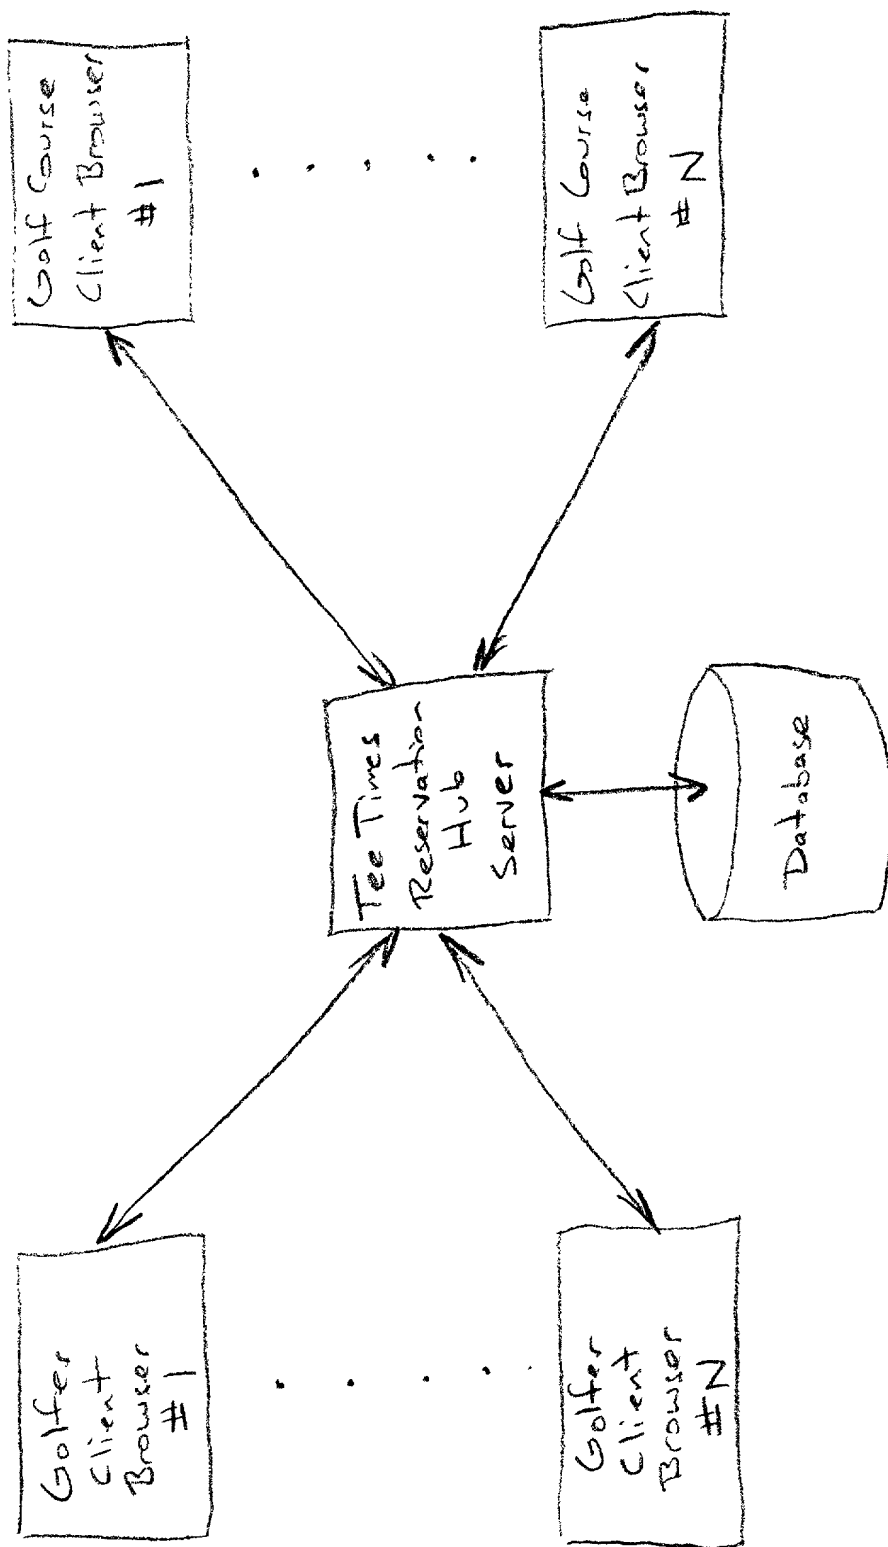 Golfer
Client
Browser
#1
Golfer
Client
Browser
#N
Tee Times
Reservation
Hub
Server
Database
Golf Course
Client Browser
#1
Golf Course
Client Browser
#N